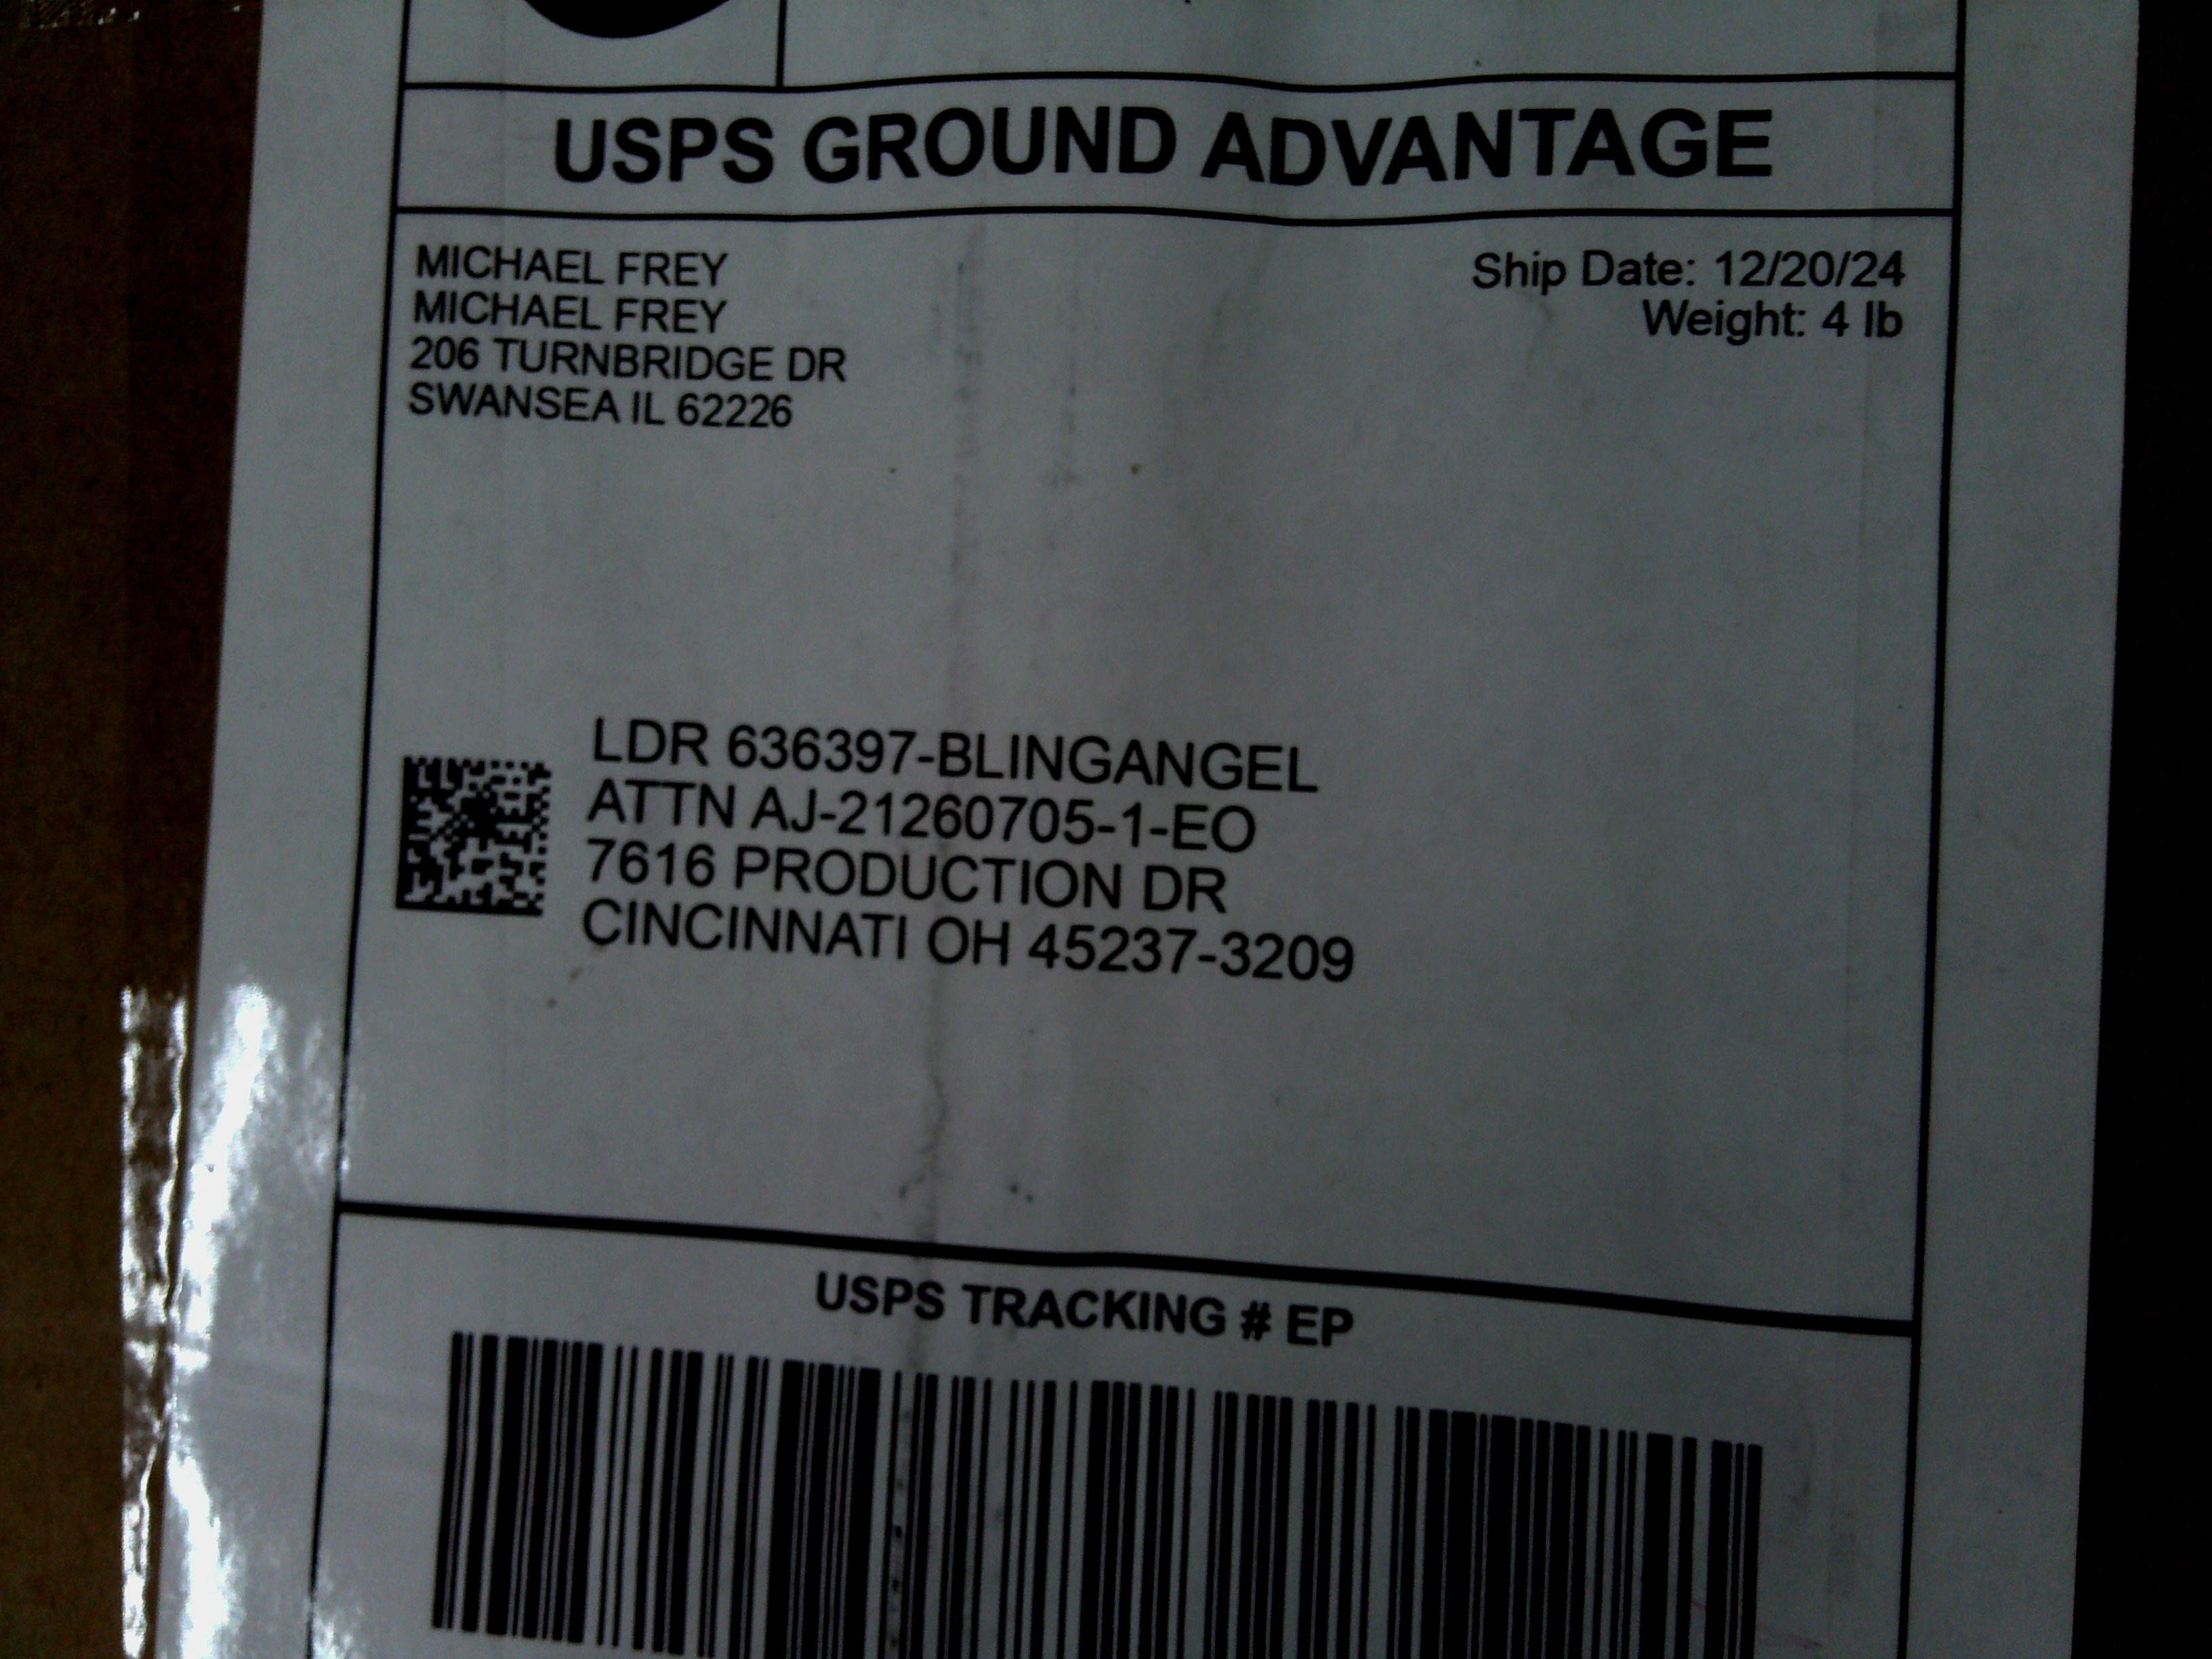 USPS GROUND ADVANTAGE
MICHAEL FREY
MICHAEL FREY
206 TURNBRIDGE DR
SWANSEA IL 62226
Ship Date: 12/20/24
Weight: 4 lb
LDR 636397-BLINGANGEL
ATTN AJ-21260705-1-EO
7616 PRODUCTION DR
CINCINNATI OH 45237-3209
USPS TRACKING # EP